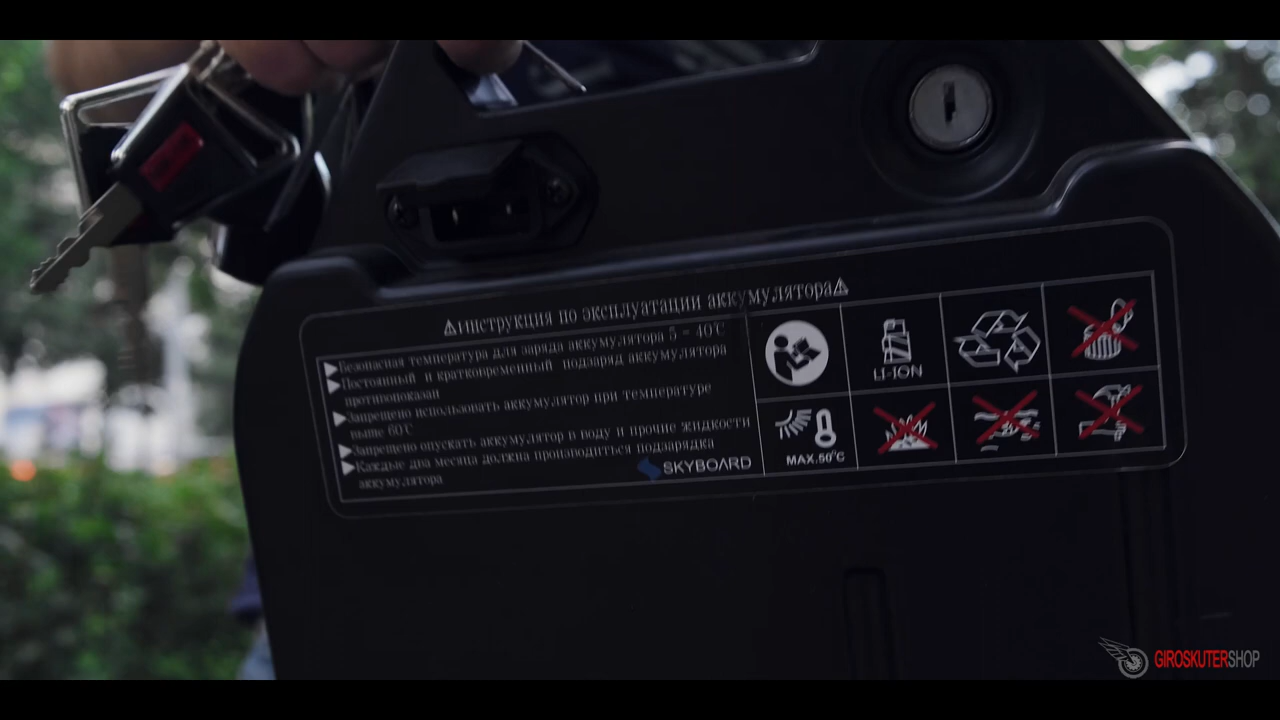 ⚠инструкция по эксплуатации аккумулятора⚠
▶Безопасная температура для заряда аккумулятора 5 - 40°C
▶Постоянный и кратковременный подзаряд аккумулятора
противопоказан
▶Запрещено использовать аккумулятор при температуре
выше 60°C
▶Запрещено опускать аккумулятор в воду и прочие жидкости
▶Каждые два месяца должна производиться подзарядка
аккумулятора
SKYBOARD
LI-ION
MAX.50°C
GIROSKUTERSHOP